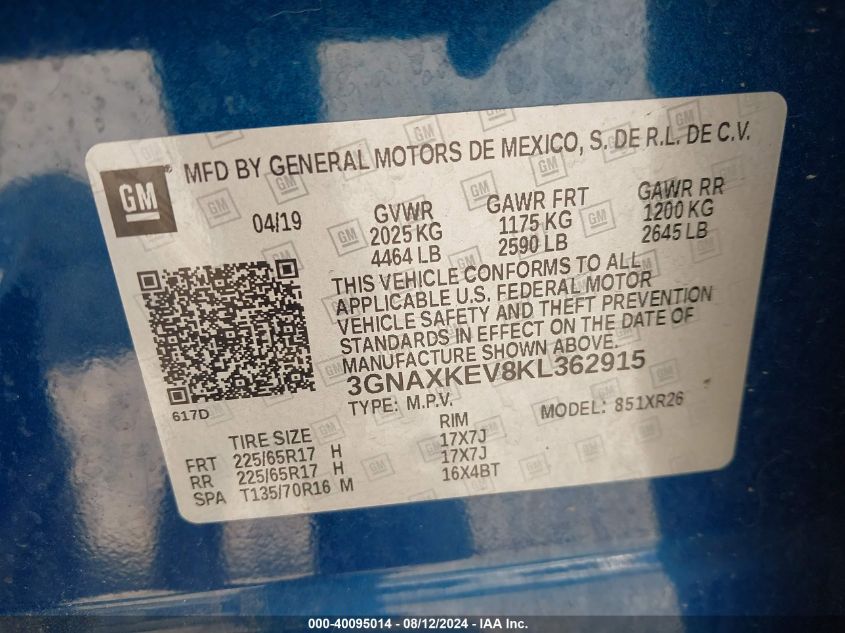 GM
MFD BY GENERAL MOTORS DE MEXICO, S. DE R.L. DE C.V.
04/19
GVWR
2025 KG
4464 LB
GAWR FRT
1175 KG
2590 LB
GAWR RR
1200 KG
2645 LB
THIS VEHICLE CONFORMS TO ALL
APPLICABLE U.S. FEDERAL MOTOR
VEHICLE SAFETY AND THEFT PREVENTION
STANDARDS IN EFFECT ON THE DATE OF
MANUFACTURE SHOWN ABOVE.
3GNAXKEV8KL362915
617D
TYPE: M.P.V.
MODEL: 851XR26
TIRE SIZE RIM
FRT 225/65R17 H 17X7J
RR 225/65R17 H 17X7J
SPA T135/70R16 M 16X4BT
000-40095014 - 08/12/2024 - IAA Inc.